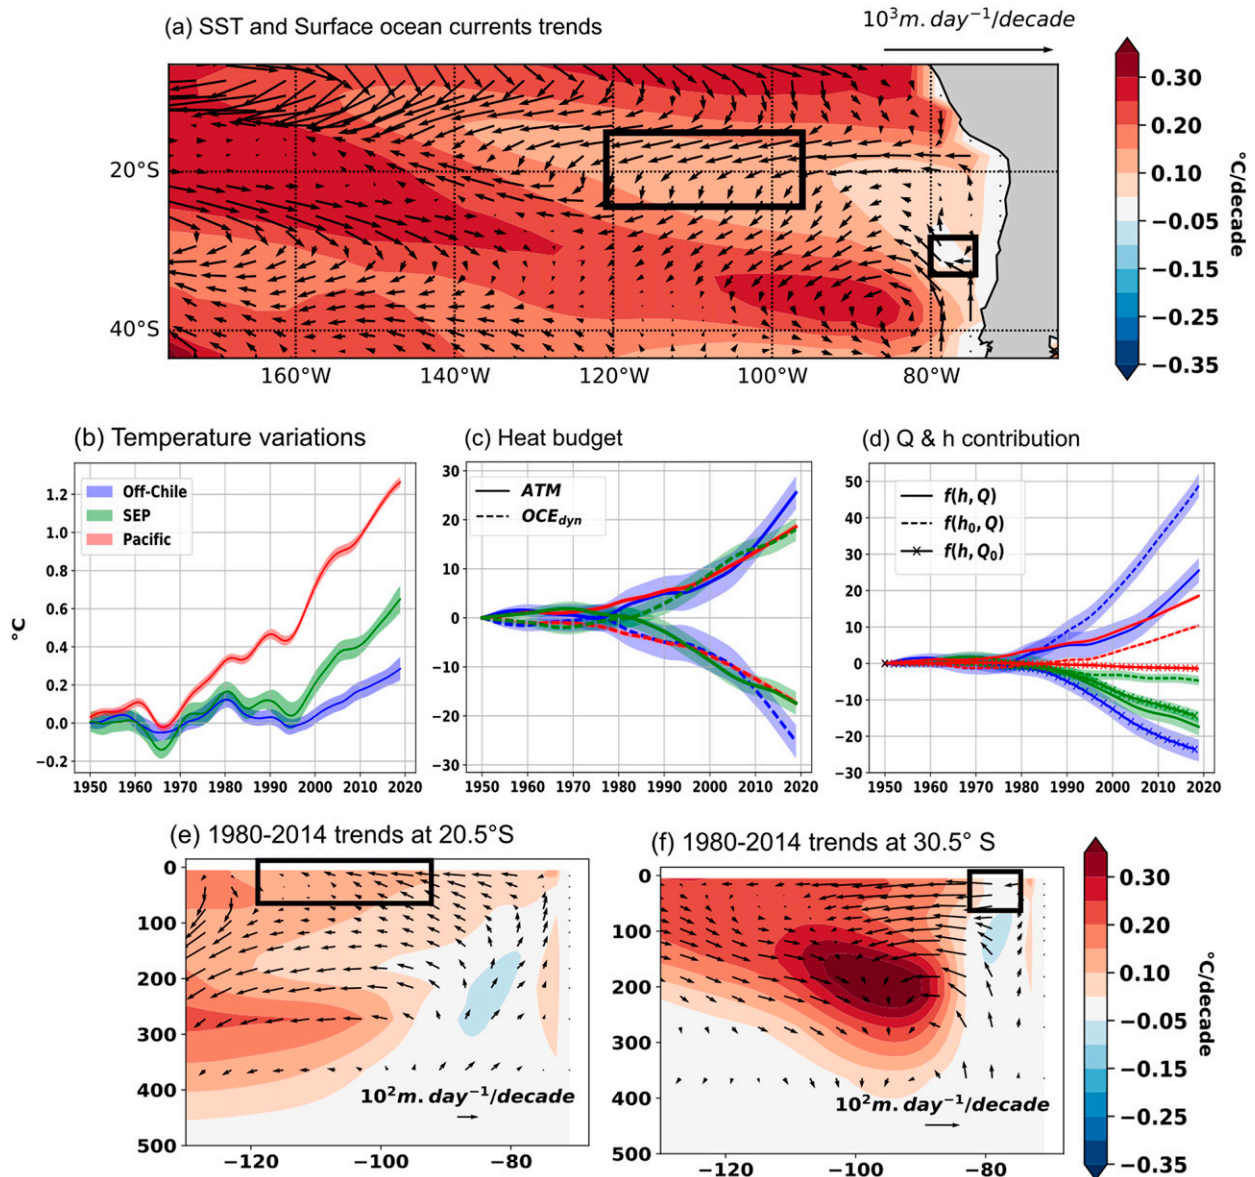 (a) SST and Surface ocean currents trends
10³m.day⁻¹/decade
20°S
40°S
160°W 140°W 120°W 100°W 80°W
0.30
0.20
0.10
−0.05
−0.15
−0.25
−0.35
°C/decade
(b) Temperature variations
°C
1.2
1.0
0.8
0.6
0.4
0.2
0.0
−0.2
Off-Chile
SEP
Pacific
1950 1960 1970 1980 1990 2000 2010 2020
(c) Heat budget
30
20
10
0
−10
−20
−30
ATM
OCE_dyn
1950 1960 1970 1980 1990 2000 2010 2020
(d) Q & h contribution
50
40
30
20
10
0
−10
−20
−30
f(h, Q)
f(h₀, Q)
f(h, Q₀)
1950 1960 1970 1980 1990 2000 2010 2020
(e) 1980-2014 trends at 20.5°S
0
100
200
300
400
500
10²m.day⁻¹/decade
−120 −100 −80
(f) 1980-2014 trends at 30.5° S
0
100
200
300
400
500
10²m.day⁻¹/decade
−120 −100 −80
0.30
0.20
0.10
−0.05
−0.15
−0.25
−0.35
°C/decade